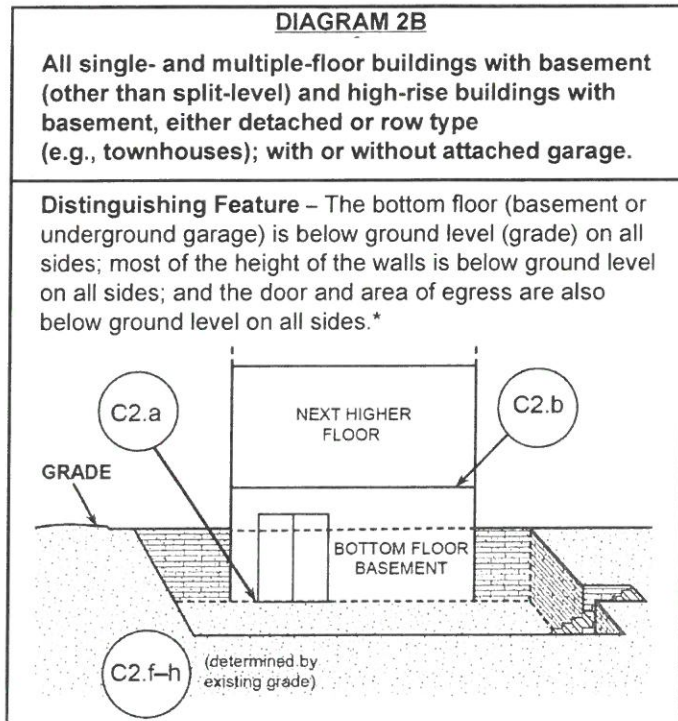 DIAGRAM 2B
All single- and multiple-floor buildings with basement
(other than split-level) and high-rise buildings with
basement, either detached or row type
(e.g., townhouses); with or without attached garage.
Distinguishing Feature – The bottom floor (basement or
underground garage) is below ground level (grade) on all
sides; most of the height of the walls is below ground level
on all sides; and the door and area of egress are also
below ground level on all sides.*
C2.a
NEXT HIGHER
FLOOR
C2.b
GRADE
BOTTOM FLOOR
BASEMENT
C2.f–h
(determined by
existing grade)